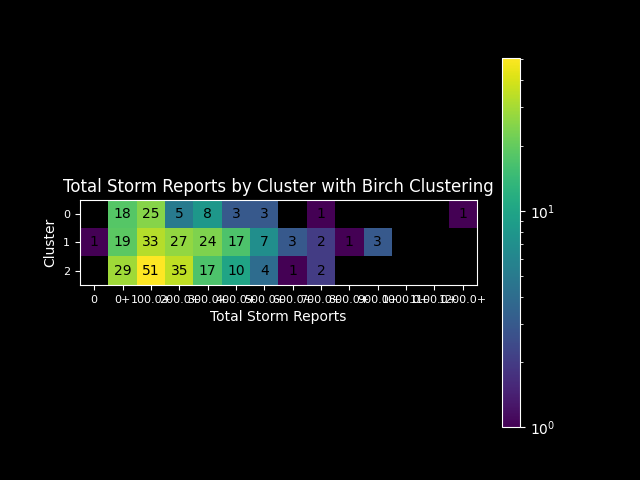 Total Storm Reports by Cluster with Birch Clustering
0 18 25 5 8 3 3 1 1
1 1 19 33 27 24 17 7 3 2 1 3
2 29 51 35 17 10 4 1 2
Cluster
0 0+
Total Storm Reports
10¹
10⁰